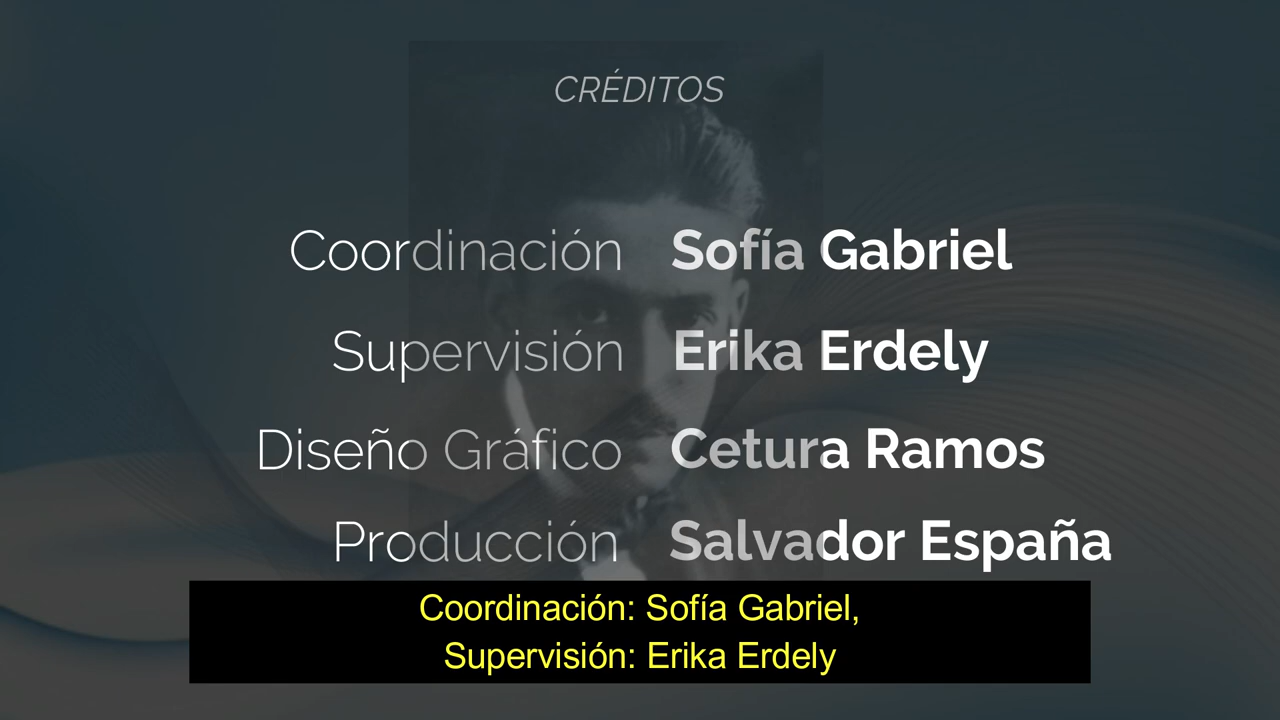 CRÉDITOS
Coordinación Sofía Gabriel
Supervisión Erika Erdely
Diseño Gráfico Cetura Ramos
Producción Salvador España
Coordinación: Sofía Gabriel,
Supervisión: Erika Erdely